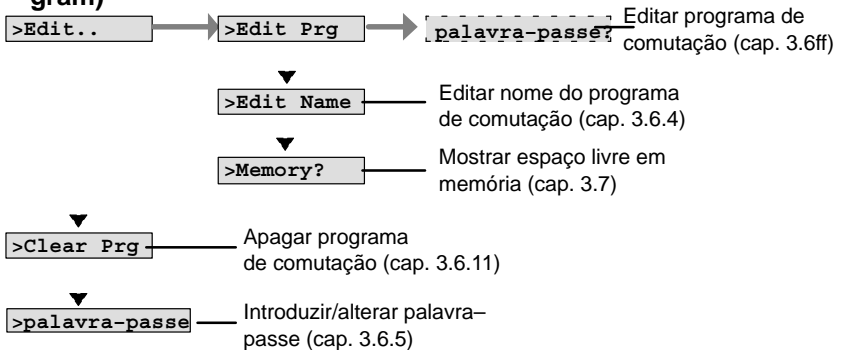 gram)
>Edit.. >Edit Prg palavra-passe? Editar programa de
comutação (cap. 3.6ff)
>Edit Name Editar nome do programa
de comutação (cap. 3.6.4)
>Memory? Mostrar espaço livre em
memória (cap. 3.7)
>Clear Prg Apagar programa
de comutação (cap. 3.6.11)
>palavra-passe Introduzir/alterar palavra–
passe (cap. 3.6.5)